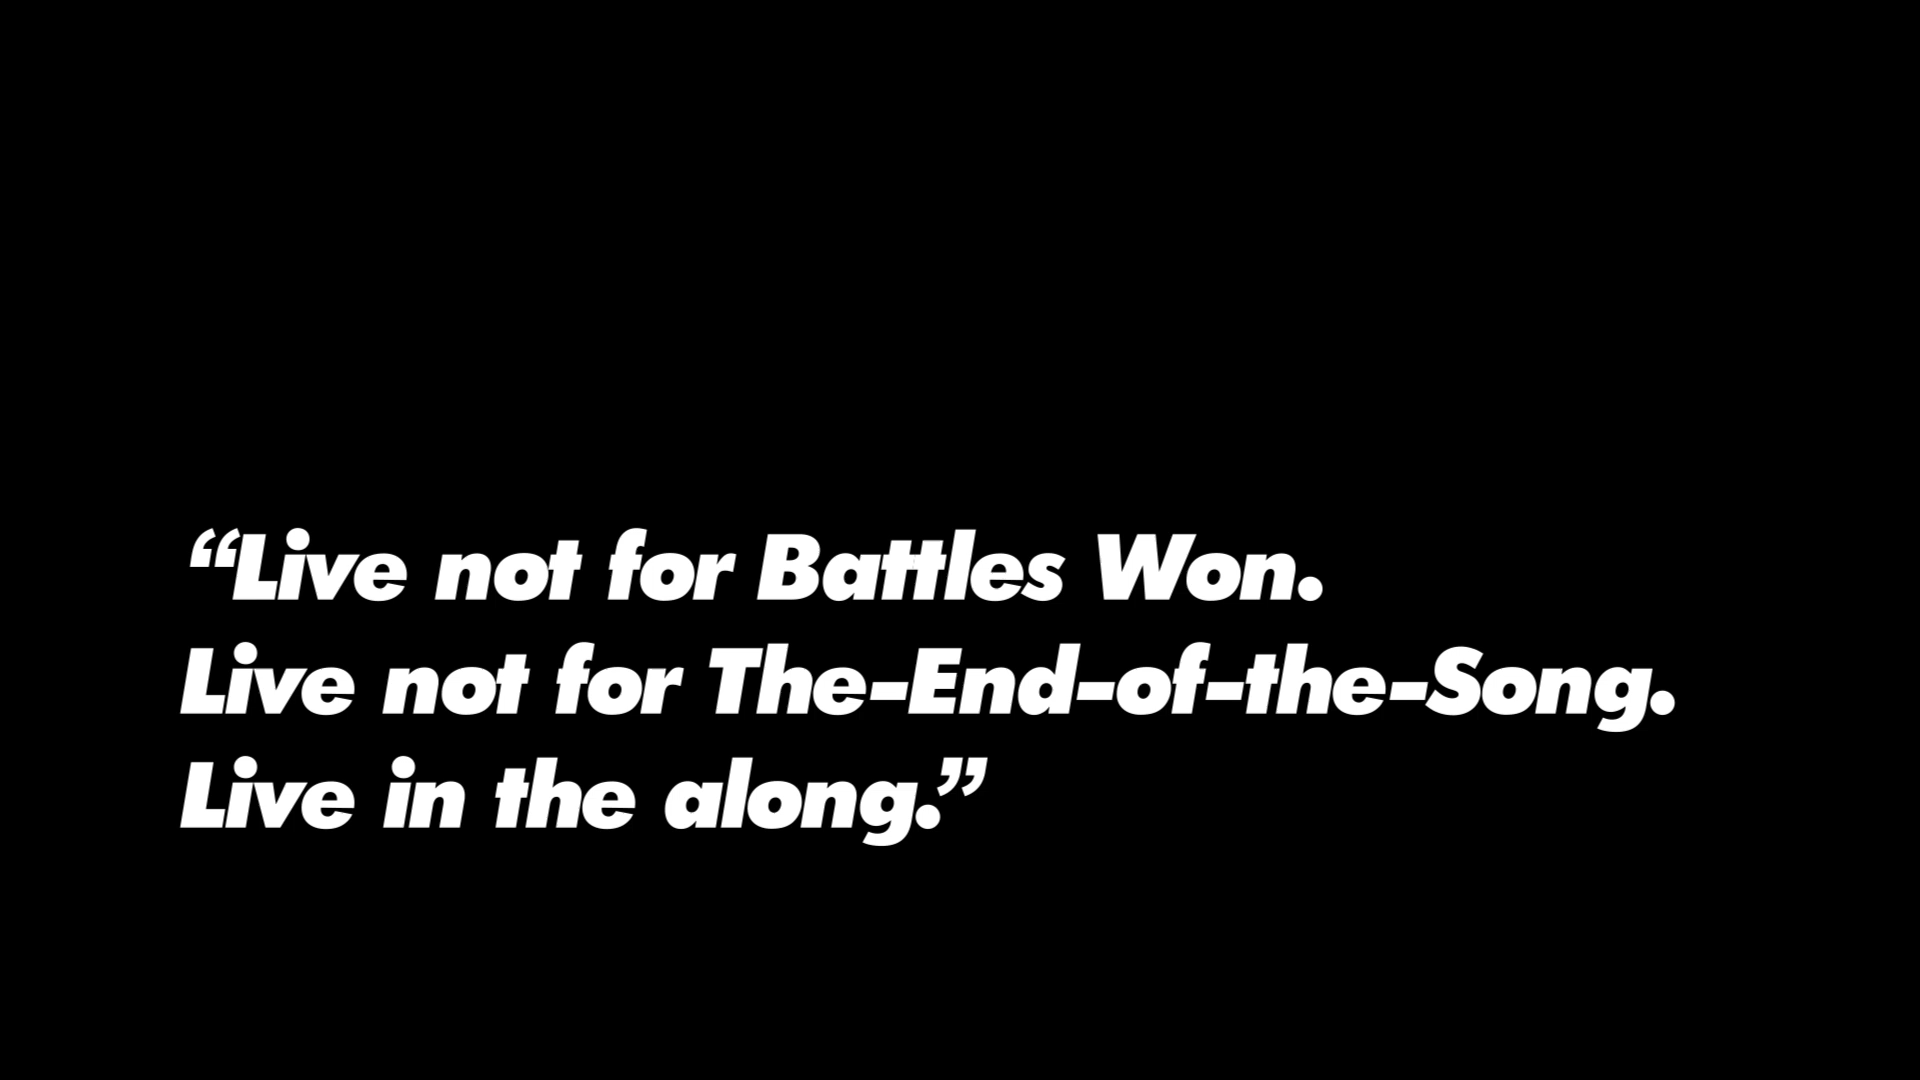 “Live not for Battles Won.
Live not for The-End-of-the-Song.
Live in the along.”